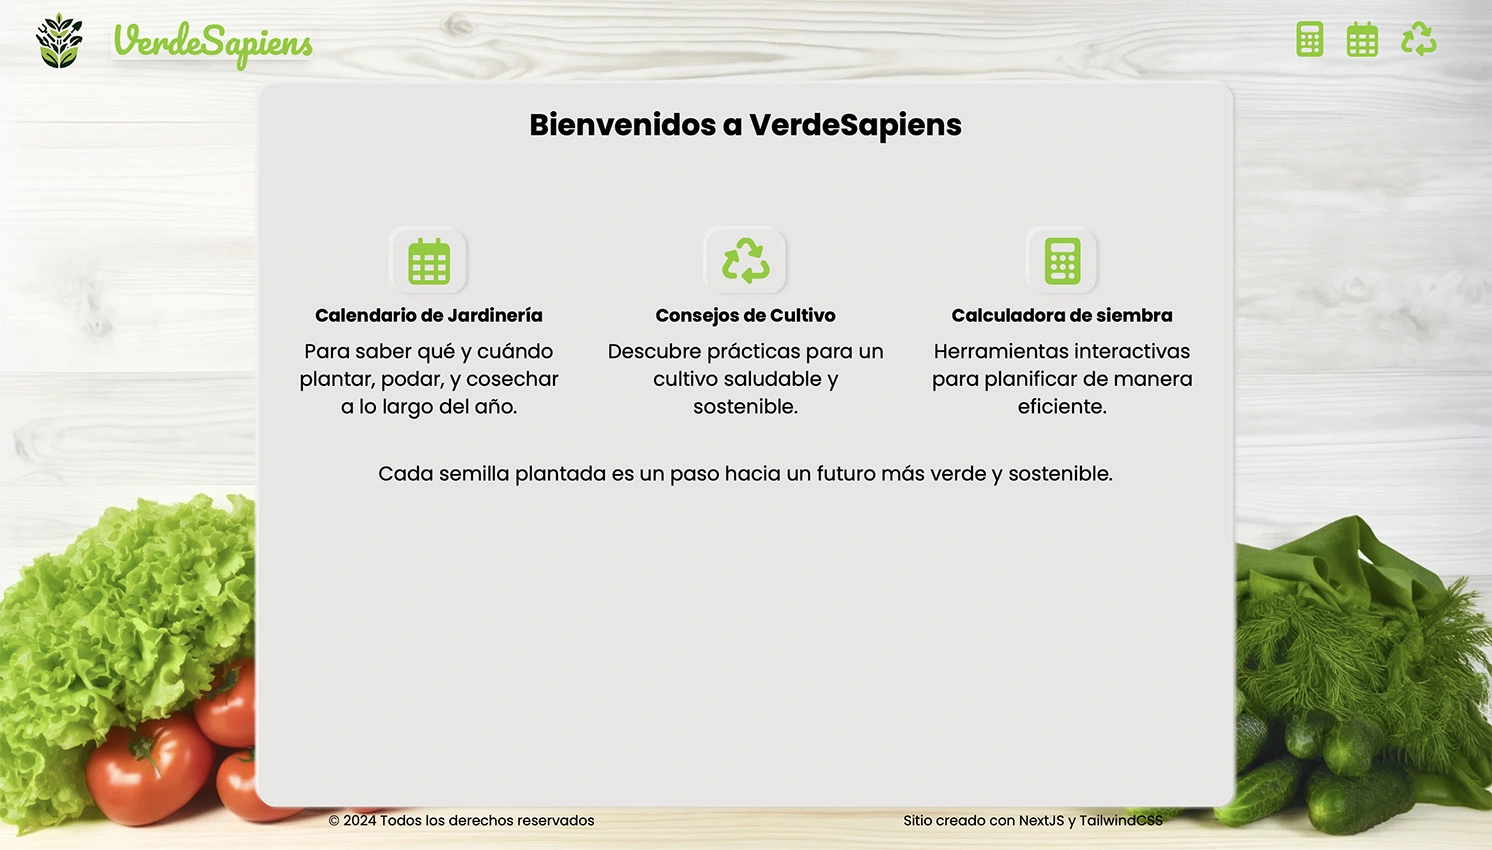 VerdeSapiens
Bienvenidos a VerdeSapiens
Calendario de Jardinería
Para saber qué y cuándo
plantar, podar, y cosechar
a lo largo del año.
Consejos de Cultivo
Descubre prácticas para un
cultivo saludable y
sostenible.
Calculadora de siembra
Herramientas interactivas
para planificar de manera
eficiente.
Cada semilla plantada es un paso hacia un futuro más verde y sostenible.
© 2024 Todos los derechos reservados
Sitio creado con NextJS y TailwindCSS